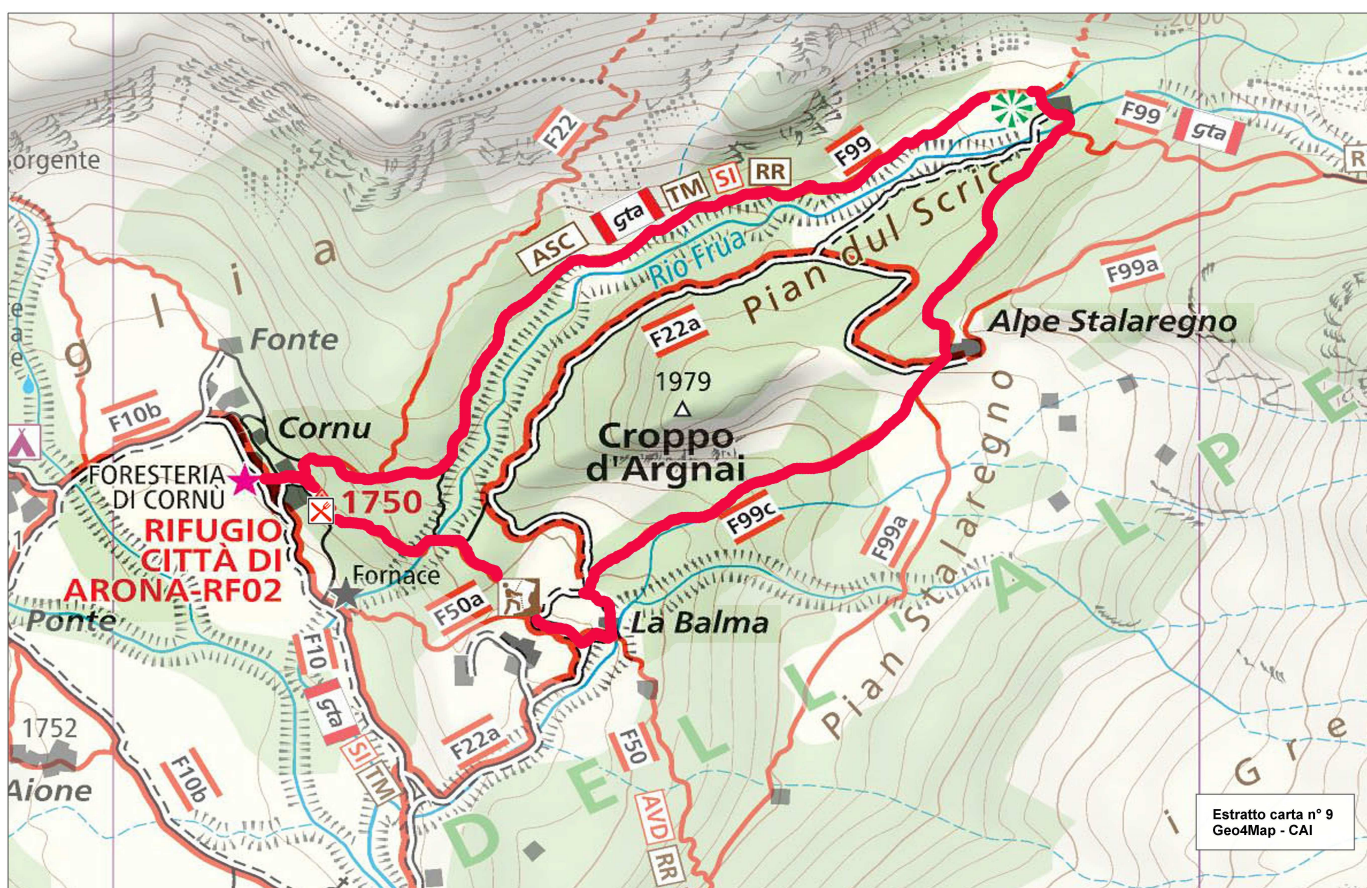 2000
F22
F99
gta
F99
R
orgente
ASC
gta
TM
SI
RR
Rio Frua
Pian dul Scric
F99a
F22a
Alpe Stalaregno
g l i a
Fonte
F10b
Cornu
1979
Croppo
d'Argnai
FORESTERIA
DI CORNÙ
1750
RIFUGIO
CITTÀ DI
ARONA-RF02
F99c
F99a
Fornace
F50a
La Balma
Ponte
F10
gta
SI
TM
F22a
F50
Pian Stalaregno
DELL'ALPE
1752
Aione
F10b
AVD
RR
i G r e
Estratto carta n° 9
Geo4Map - CAI